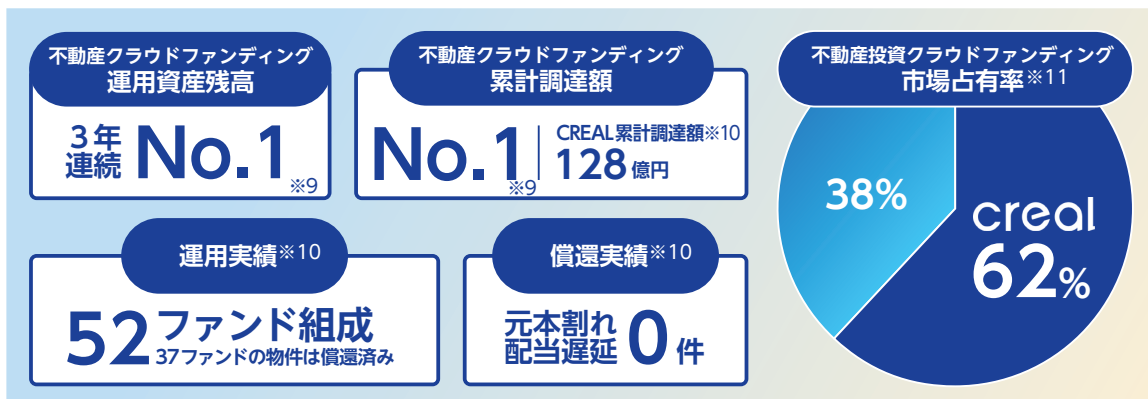 不動産クラウドファンディング
運用資産残高
3年
連続
No.1
※9
不動産クラウドファンディング
累計調達額
No.1
※9
CREAL累計調達額※10
128億円
不動産投資クラウドファンディング
市場占有率※11
38%
creal
62%
運用実績※10
52ファンド組成
37ファンドの物件は償還済み
償還実績※10
元本割れ
配当遅延
0件